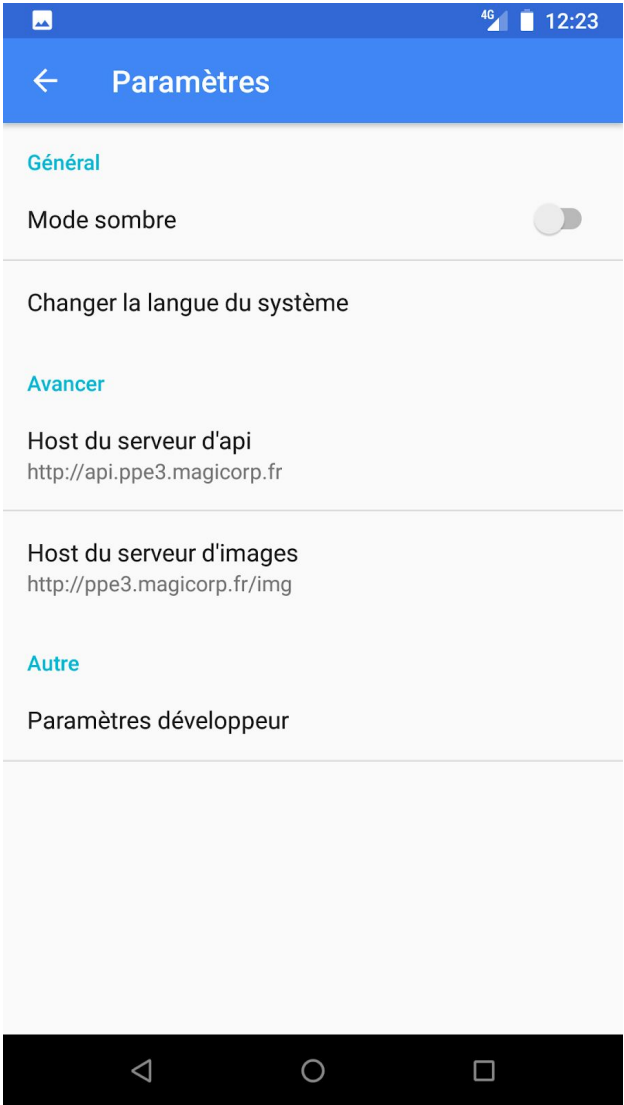 4G 12:23
Paramètres
Général
Mode sombre
Changer la langue du système
Avancer
Host du serveur d'api
http://api.ppe3.magicorp.fr
Host du serveur d'images
http://ppe3.magicorp.fr/img
Autre
Paramètres développeur